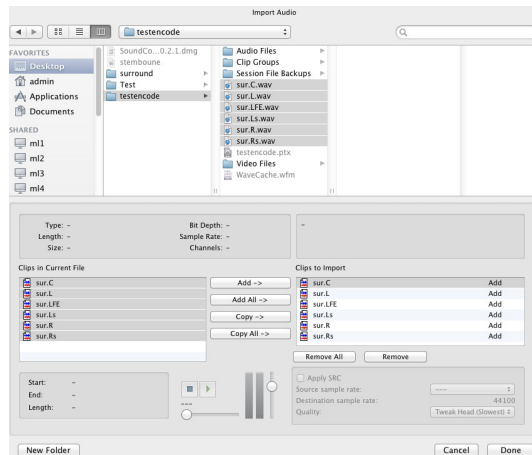 Import Audio
testencode
FAVORITES
Desktop
admin
Applications
Documents
SHARED
ml1
ml2
ml3
ml4
SoundCo...0.2.1.dmg
stemboune
surround
Test
testencode
Audio Files
Clip Groups
Session File Backups
sur.C.wav
sur.L.wav
sur.LFE.wav
sur.Ls.wav
sur.R.wav
sur.Rs.wav
testencode.ptx
Video Files
WaveCache.wfm
Type: -
Length: -
Size: -
Bit Depth: -
Sample Rate: -
Channels: -
-
Clips in Current File
sur.C
sur.L
sur.LFE
sur.Ls
sur.R
sur.Rs
Add ->
Add All ->
Copy ->
Copy All ->
Clips to Import
sur.C Add
sur.L Add
sur.LFE Add
sur.Ls Add
sur.R Add
sur.Rs Add
Remove All
Remove
Start: -
End: -
Length: -
---
Apply SRC
Source sample rate: ----
Destination sample rate: 44100
Quality: Tweak Head (Slowest)
New Folder
Cancel
Done